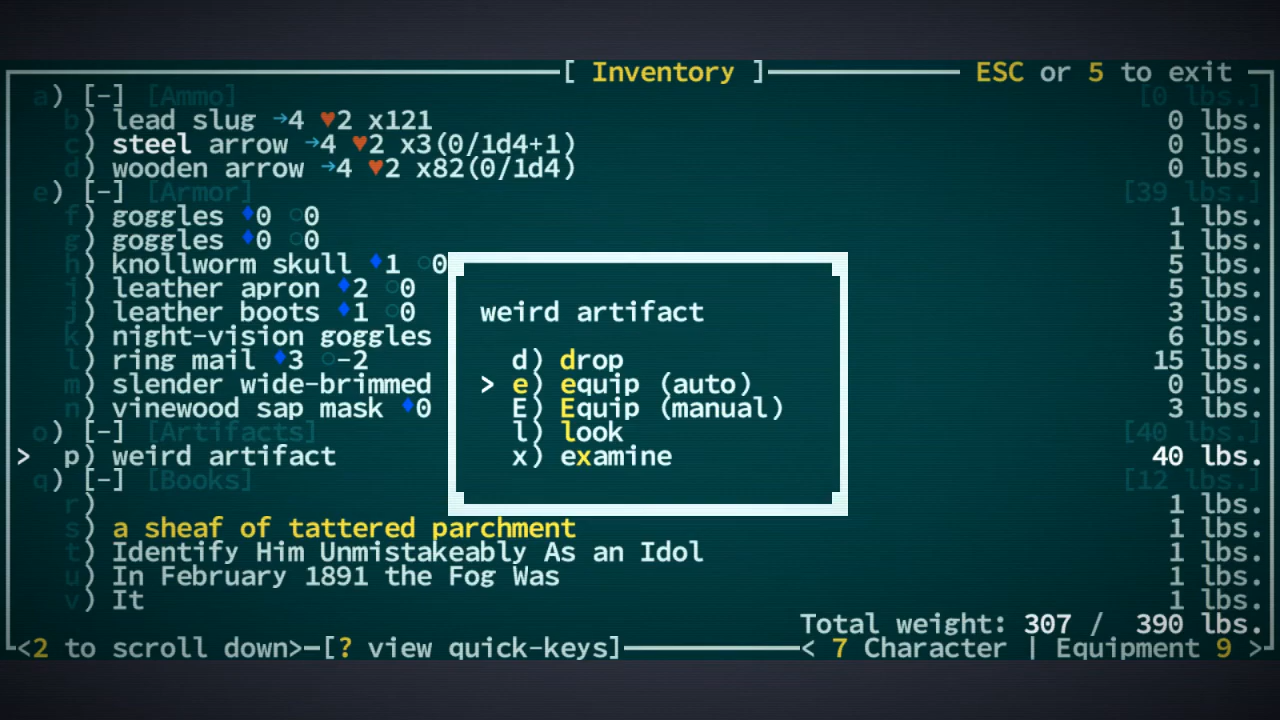 [ Inventory ] ESC or 5 to exit
a) [-] [Ammo] [0 lbs.]
b) lead slug →4 ♥2 x121 0 lbs.
c) steel arrow →4 ♥2 x3(0/1d4+1) 0 lbs.
d) wooden arrow →4 ♥2 x82(0/1d4) 0 lbs.
e) [-] [Armor] [39 lbs.]
f) goggles ♦0 ○0 1 lbs.
g) goggles ♦0 ○0 1 lbs.
h) knollworm skull ♦1 ○0 5 lbs.
i) leather apron ♦2 ○0 5 lbs.
j) leather boots ♦1 ○0 3 lbs.
k) night-vision goggles 6 lbs.
l) ring mail ♦3 ○-2 15 lbs.
m) slender wide-brimmed 0 lbs.
n) vinewood sap mask ♦0 3 lbs.
o) [-] [Artifacts] [40 lbs.]
> p) weird artifact 40 lbs.
q) [-] [Books] [12 lbs.]
r) 1 lbs.
s) a sheaf of tattered parchment 1 lbs.
t) Identify Him Unmistakeably As an Idol 1 lbs.
u) In February 1891 the Fog Was 1 lbs.
v) It 1 lbs.
Total weight: 307 / 390 lbs.
<2 to scroll down> [? view quick-keys] < 7 Character | Equipment 9 >
weird artifact
d) drop
> e) equip (auto)
E) Equip (manual)
l) look
x) examine